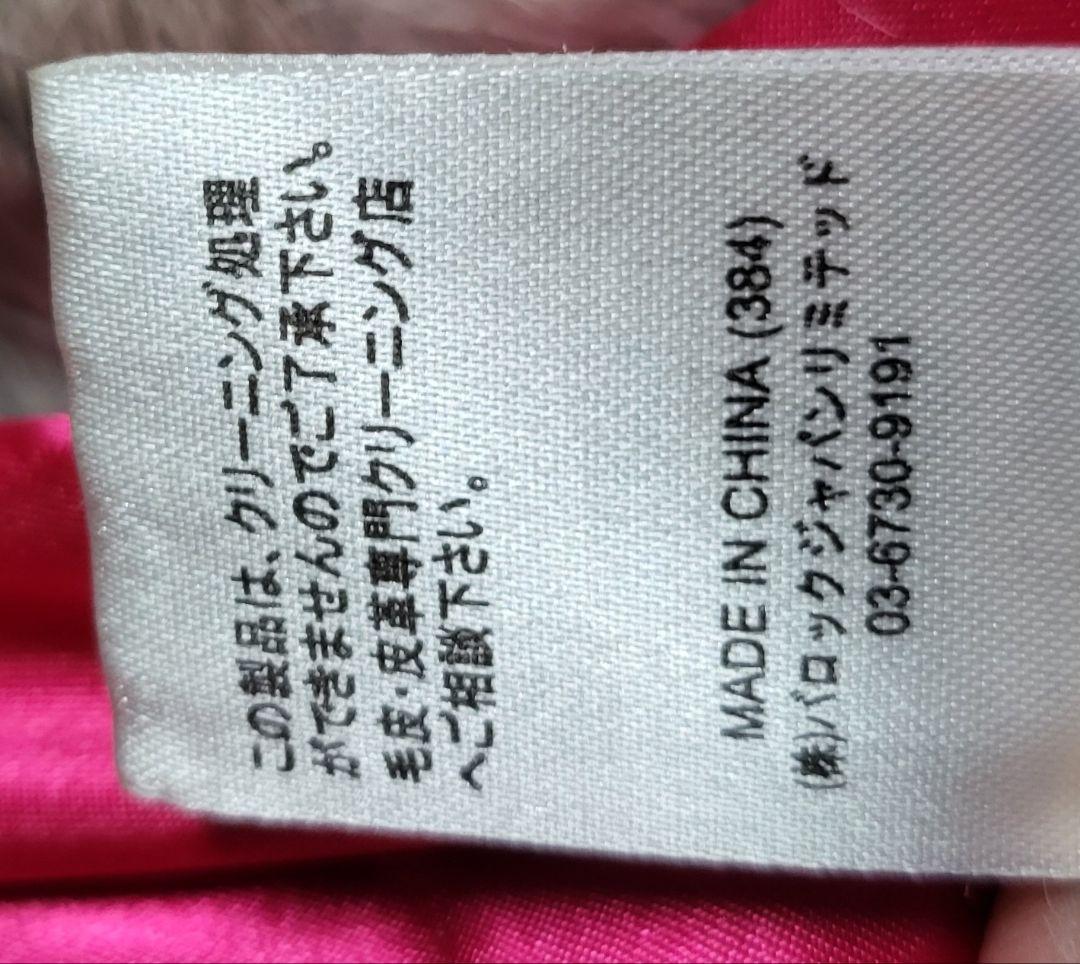 この製品は、クリーニング処理
ができませんのでご了承下さい。
毛皮・皮革専門クリーニング店
へご相談下さい。
MADE IN CHINA (384)
(株)バロックジャパンリミテッド
03-6730-9191